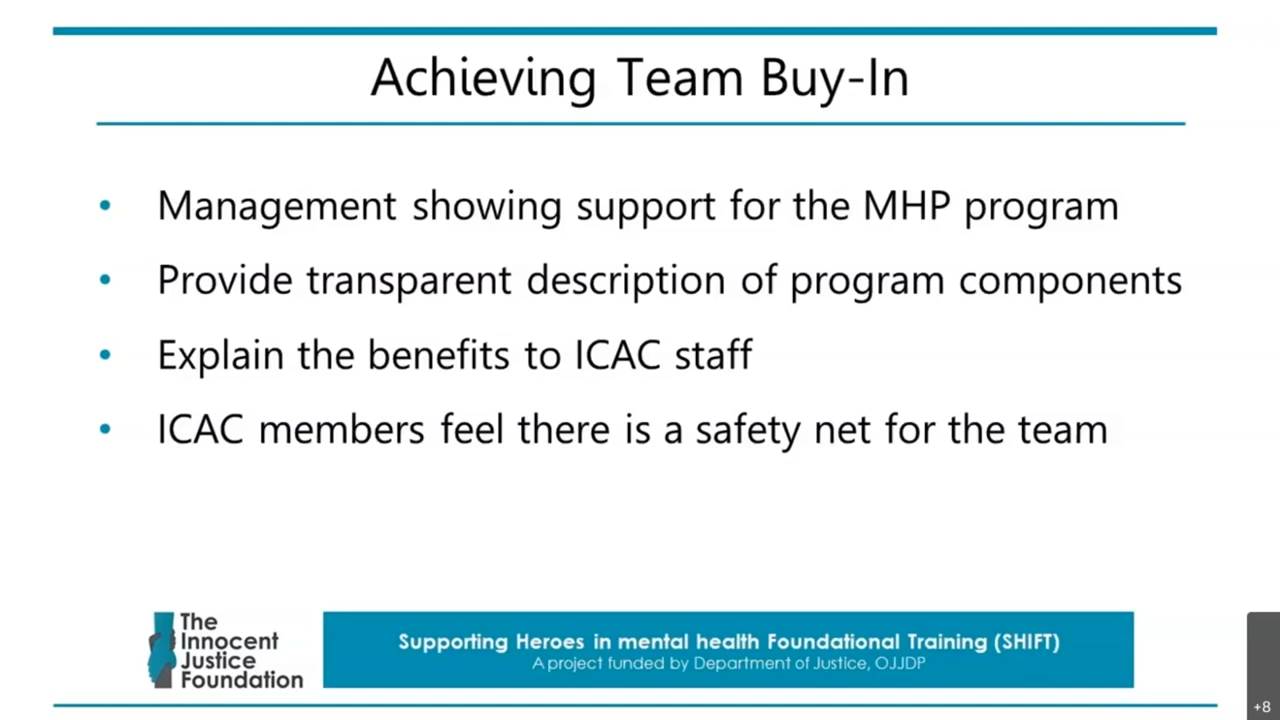 Achieving Team Buy-In
• Management showing support for the MHP program
• Provide transparent description of program components
• Explain the benefits to ICAC staff
• ICAC members feel there is a safety net for the team
The
Innocent
Justice
Foundation
Supporting Heroes in mental health Foundational Training (SHIFT)
A project funded by Department of Justice, OJJDP
+8